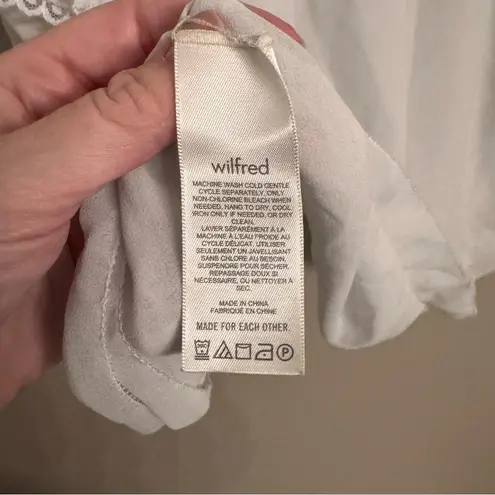 wilfred
MACHINE WASH COLD GENTLE
CYCLE SEPARATELY. ONLY
NON-CHLORINE BLEACH WHEN
NEEDED. HANG TO DRY. COOL
IRON ONLY IF NEEDED, OR DRY
CLEAN.
LAVER SÉPARÉMENT À LA
MACHINE À L'EAU FROIDE AU
CYCLE DÉLICAT. UTILISER
SEULEMENT UN JAVELLISANT
SANS CHLORE AU BESOIN.
SUSPENDRE POUR SÉCHER.
REPASSAGE DOUX SI
NÉCESSAIRE, OU NETTOYER À
SEC.
MADE IN CHINA
FABRIQUÉ EN CHINE
MADE FOR EACH OTHER.
30C P